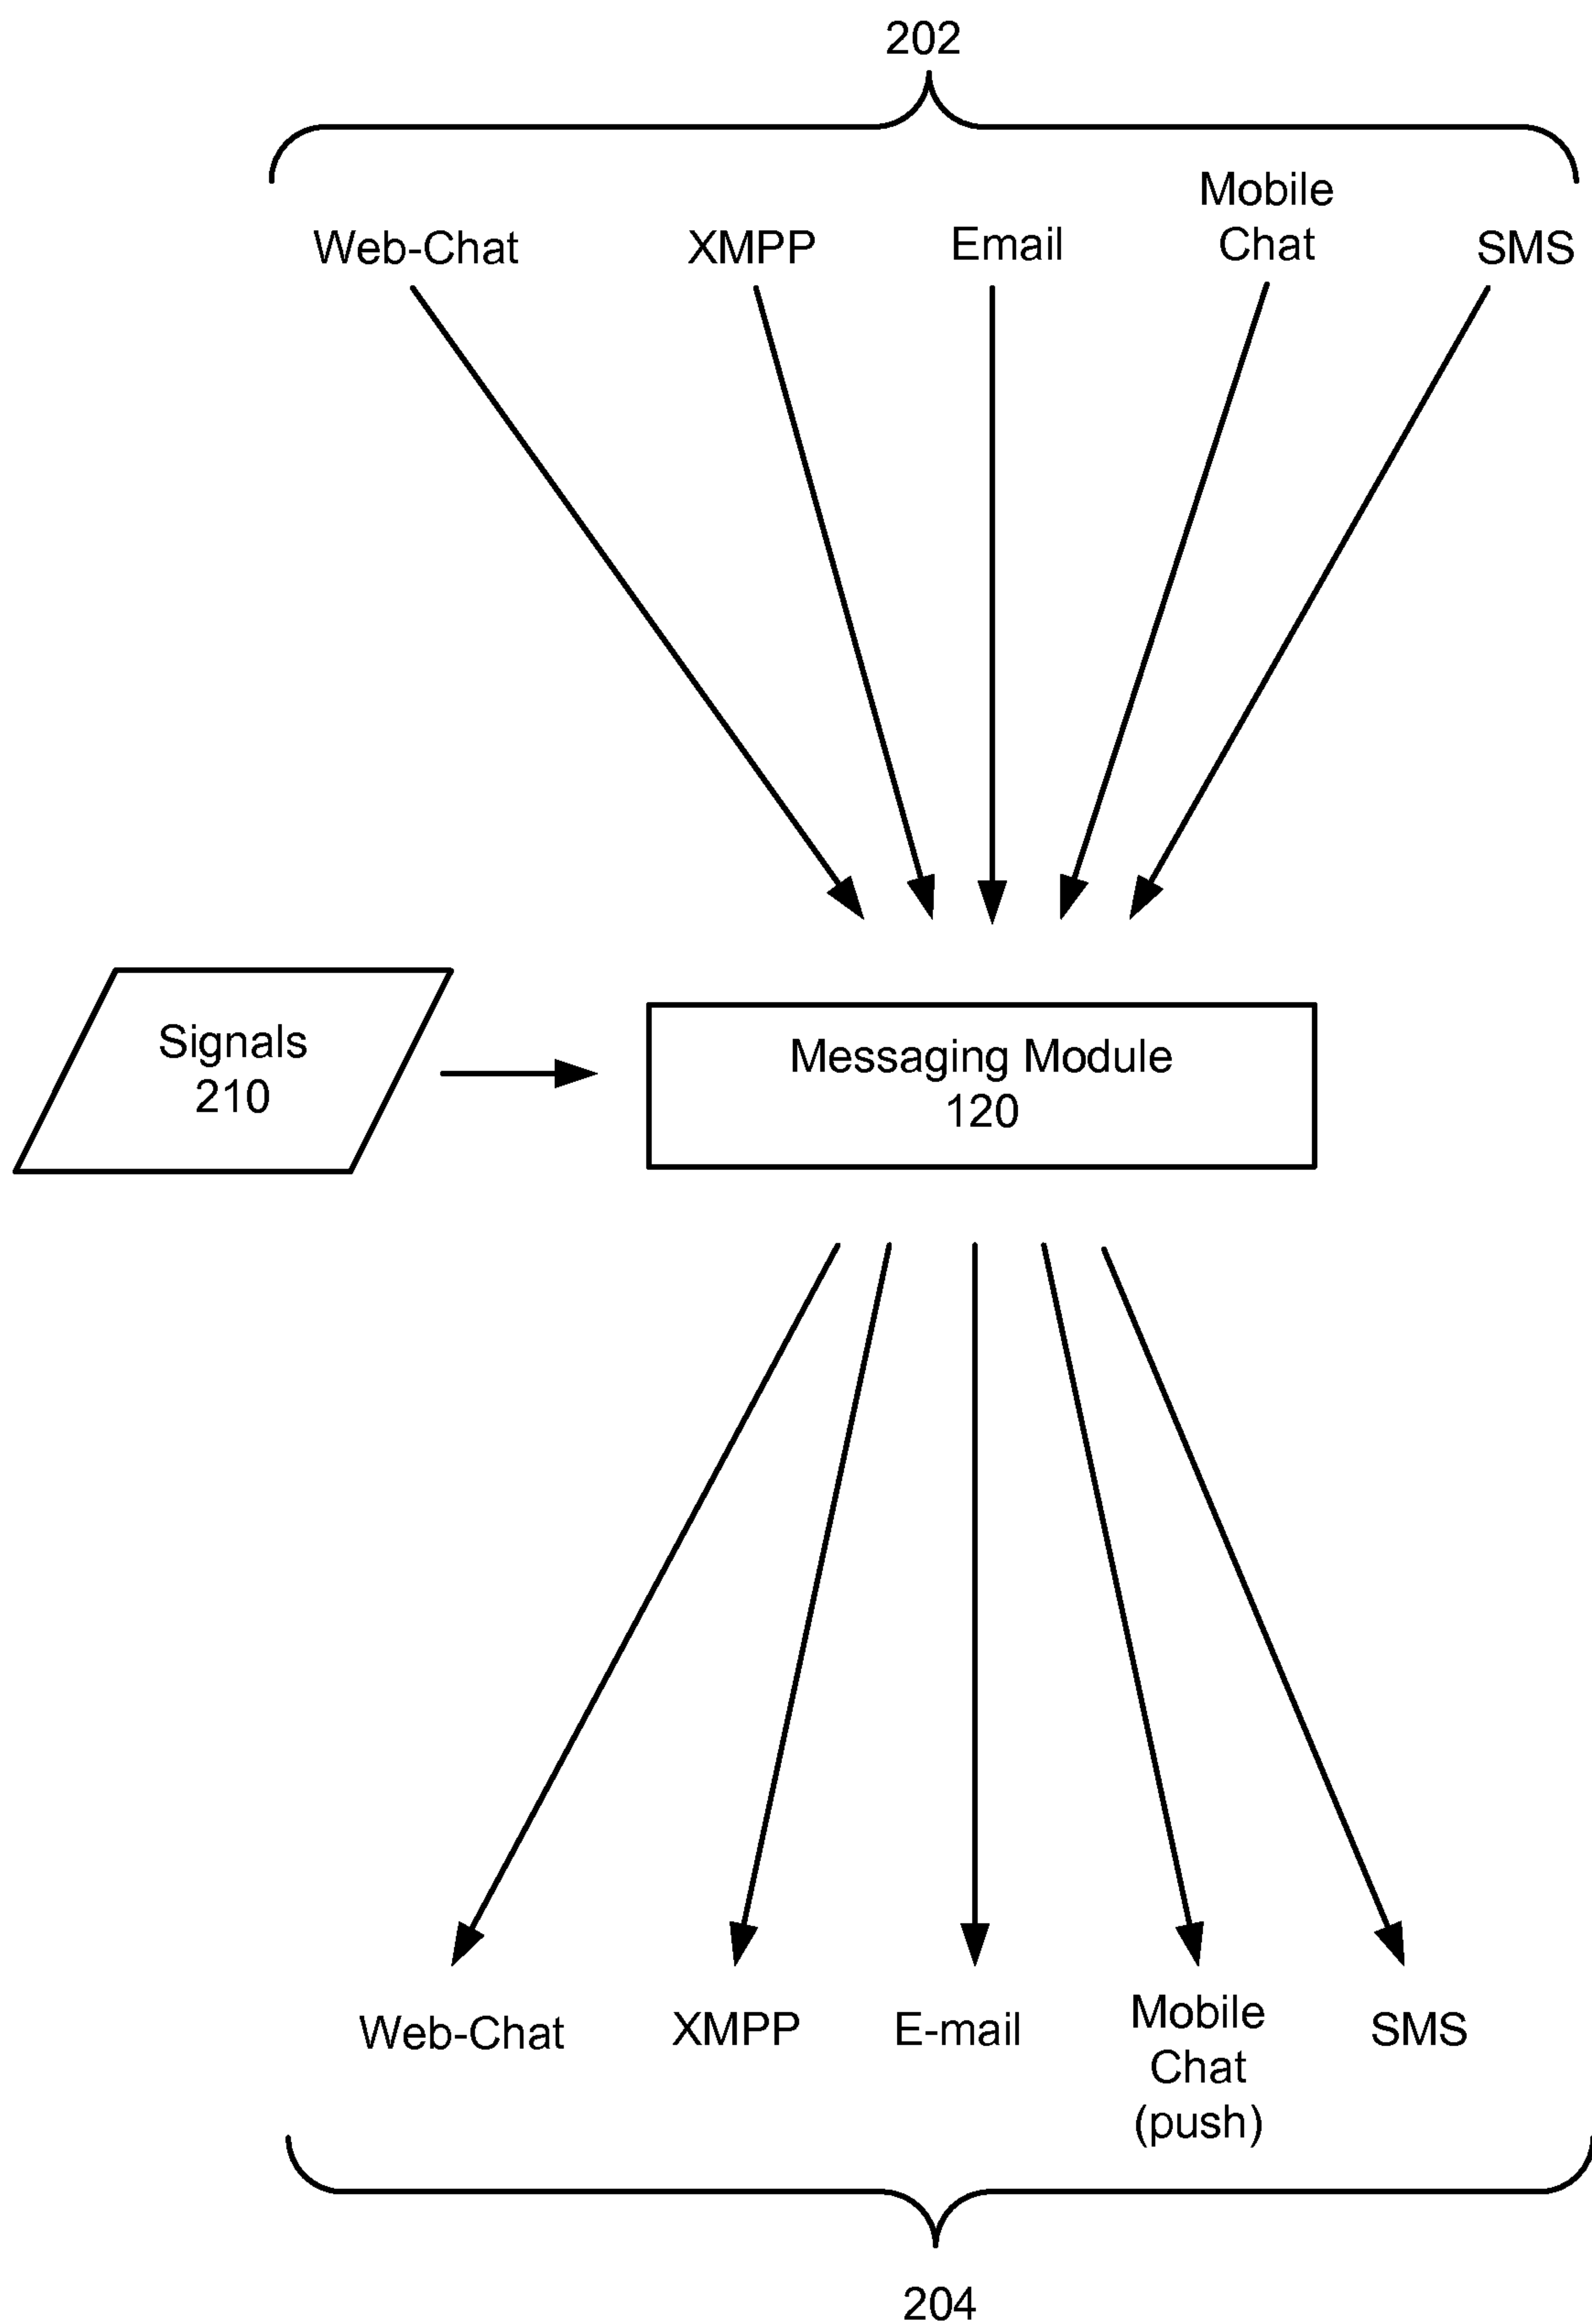 202
Web-Chat
XMPP
Email
Mobile
Chat
SMS
Signals
210
Messaging Module
120
Web-Chat
XMPP
E-mail
Mobile
Chat
(push)
SMS
204